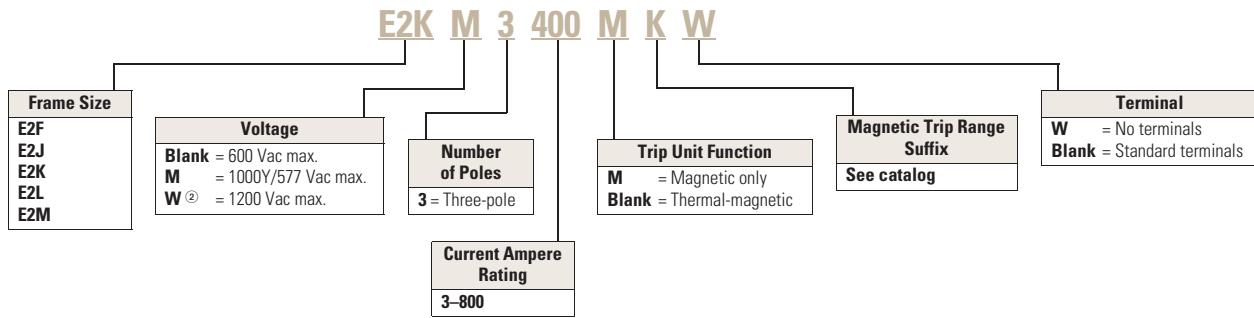 E2K M 3 400 M K W
Frame Size
E2F
E2J
E2K
E2L
E2M
Voltage
Blank = 600 Vac max.
M = 1000Y/577 Vac max.
W ② = 1200 Vac max.
Number
of Poles
3 = Three-pole
Current Ampere
Rating
3–800
Trip Unit Function
M = Magnetic only
Blank = Thermal-magnetic
Magnetic Trip Range
Suffix
See catalog
Terminal
W = No terminals
Blank = Standard terminals